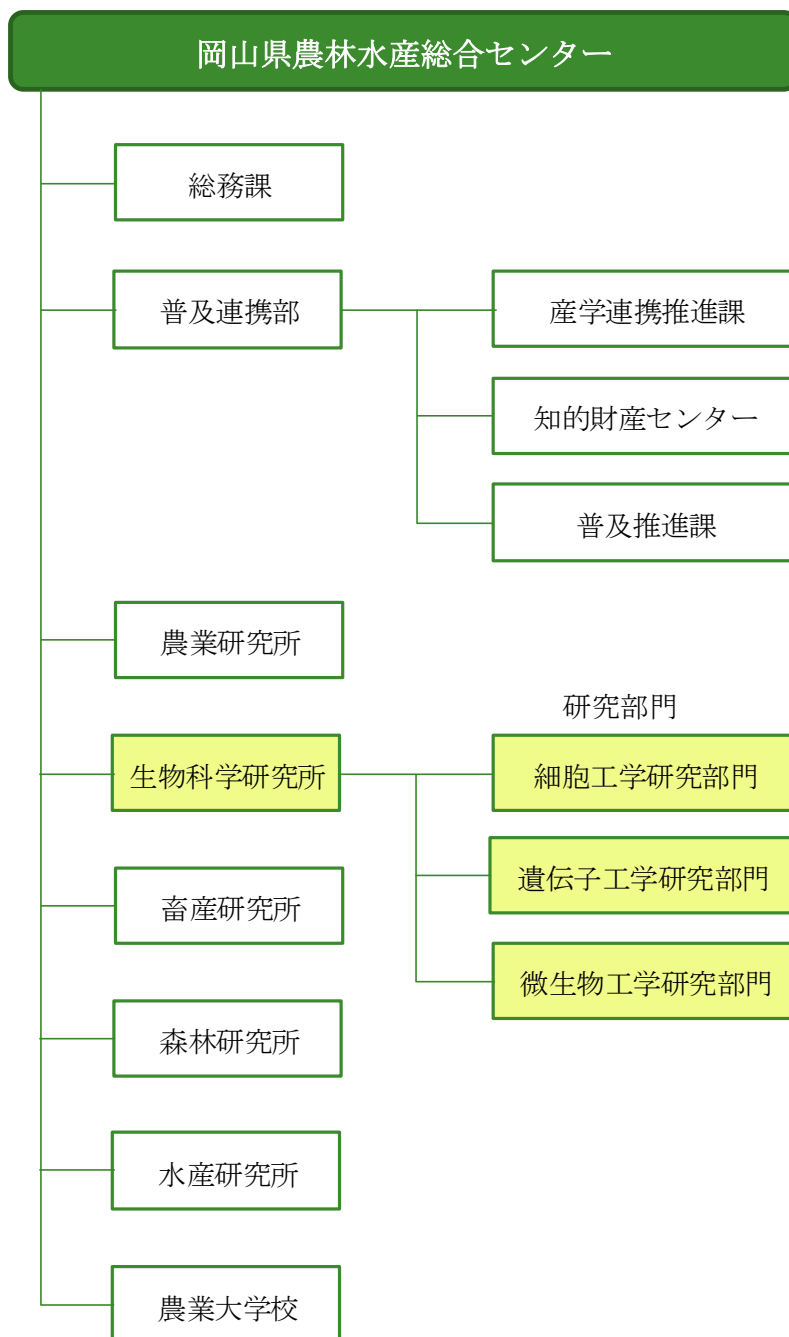 岡山県農林水産総合センター
総務課
普及連携部
産学連携推進課
知的財産センター
普及推進課
農業研究所
研究部門
生物科学研究所
細胞工学研究部門
遺伝子工学研究部門
畜産研究所
微生物工学研究部門
森林研究所
水産研究所
農業大学校